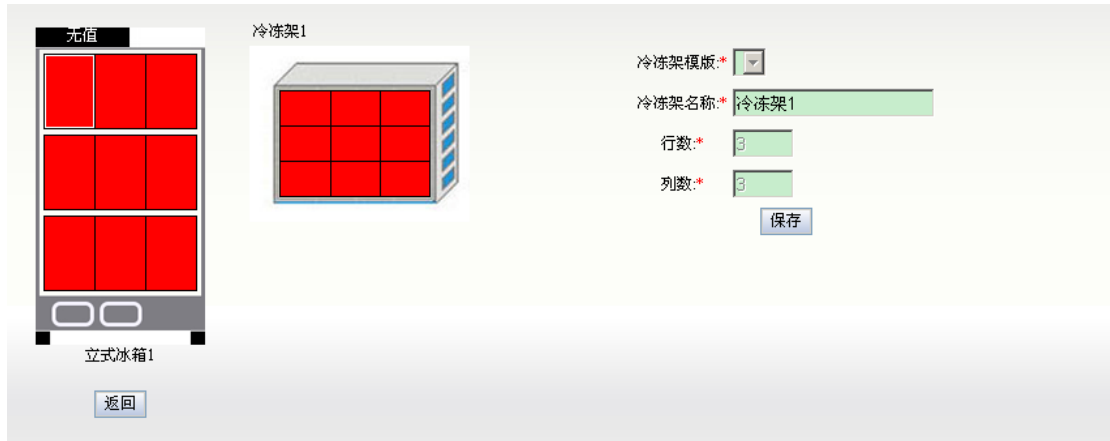 无值
冷冻架1
冷冻架模版:*
冷冻架名称:* 冷冻架1
行数:* 3
列数:* 3
保存
立式冰箱1
返回